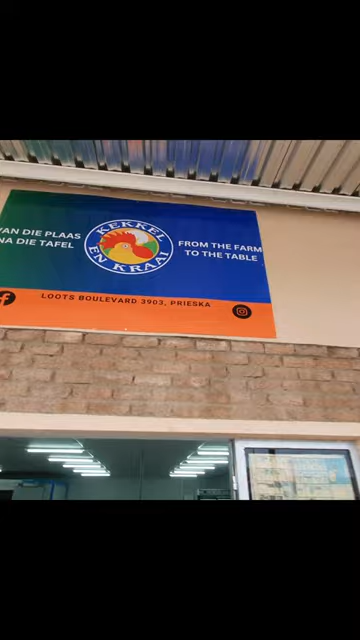 VAN DIE PLAAS
NA DIE TAFEL
KEKKEL
EN KRAAI
FROM THE FARM
TO THE TABLE
LOOTS BOULEVARD 3903, PRIESKA